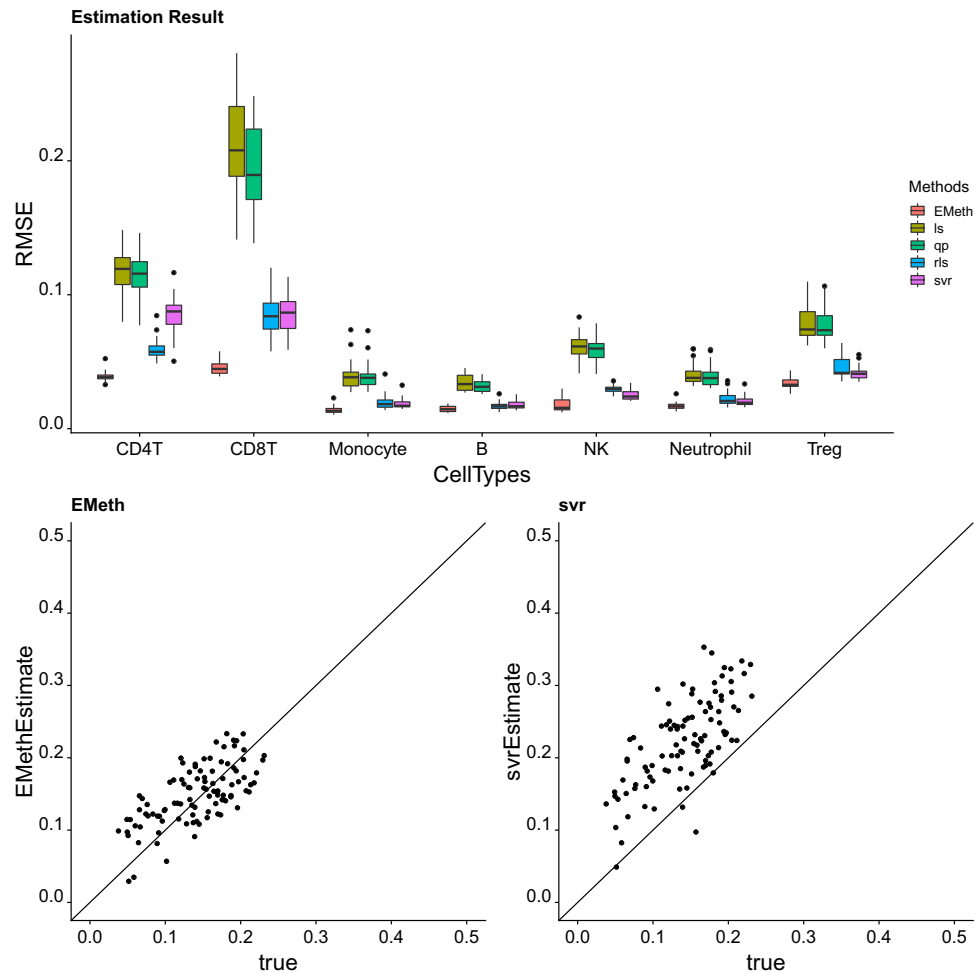 Estimation Result
RMSE
0.2
0.1
0.0
CD4T CD8T Monocyte B NK Neutrophil Treg
CellTypes
Methods
EMeth
ls
qp
rls
svr
EMeth
EMethEstimate
0.5
0.4
0.3
0.2
0.1
0.0
0.0 0.1 0.2 0.3 0.4 0.5
true
svr
svrEstimate
0.5
0.4
0.3
0.2
0.1
0.0
0.0 0.1 0.2 0.3 0.4 0.5
true